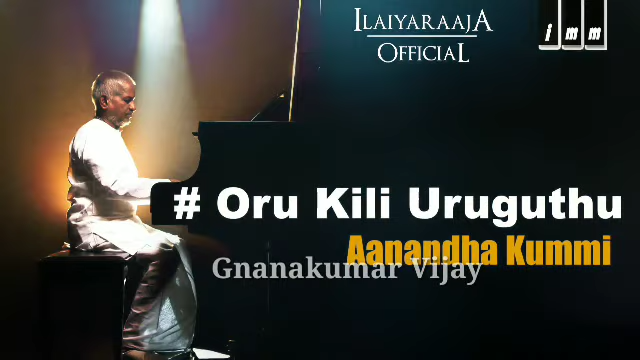 ILAIYARAAJA
OFFICIAL
imm
# Oru Kili Uruguthu
Aanandha Kummi
Gnanakumar Vijay